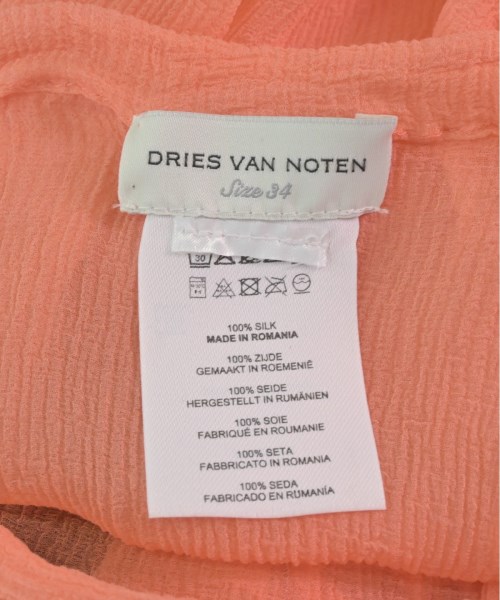 DRIES VAN NOTEN
Size 34
30
100% SILK
MADE IN ROMANIA
100% ZIJDE
GEMAAKT IN ROEMENIË
100% SEIDE
HERGESTELLT IN RUMÄNIEN
100% SOIE
FABRIQUÉ EN ROUMANIE
100% SETA
FABBRICATO IN ROMANIA
100% SEDA
FABRICADO EN RUMANÍA